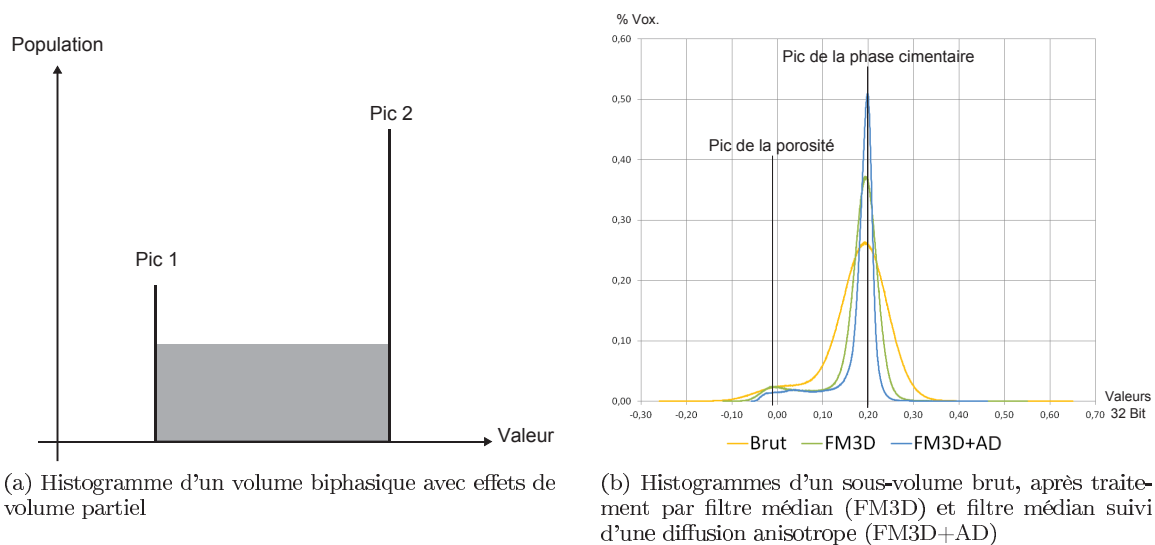 Population
Pic 2
Pic 1
Valeur
(a) Histogramme d'un volume biphasique avec effets de
volume partiel
% Vox.
0,60
0,50
0,40
0,30
0,20
0,10
0,00
Pic de la phase cimentaire
Pic de la porosité
-0,30 -0,20 -0,10 0,00 0,10 0,20 0,30 0,40 0,50 0,60 0,70
Valeurs
32 Bit
Brut FM3D FM3D+AD
(b) Histogrammes d'un sous-volume brut, après traite-
ment par filtre médian (FM3D) et filtre médian suivi
d'une diffusion anisotrope (FM3D+AD)